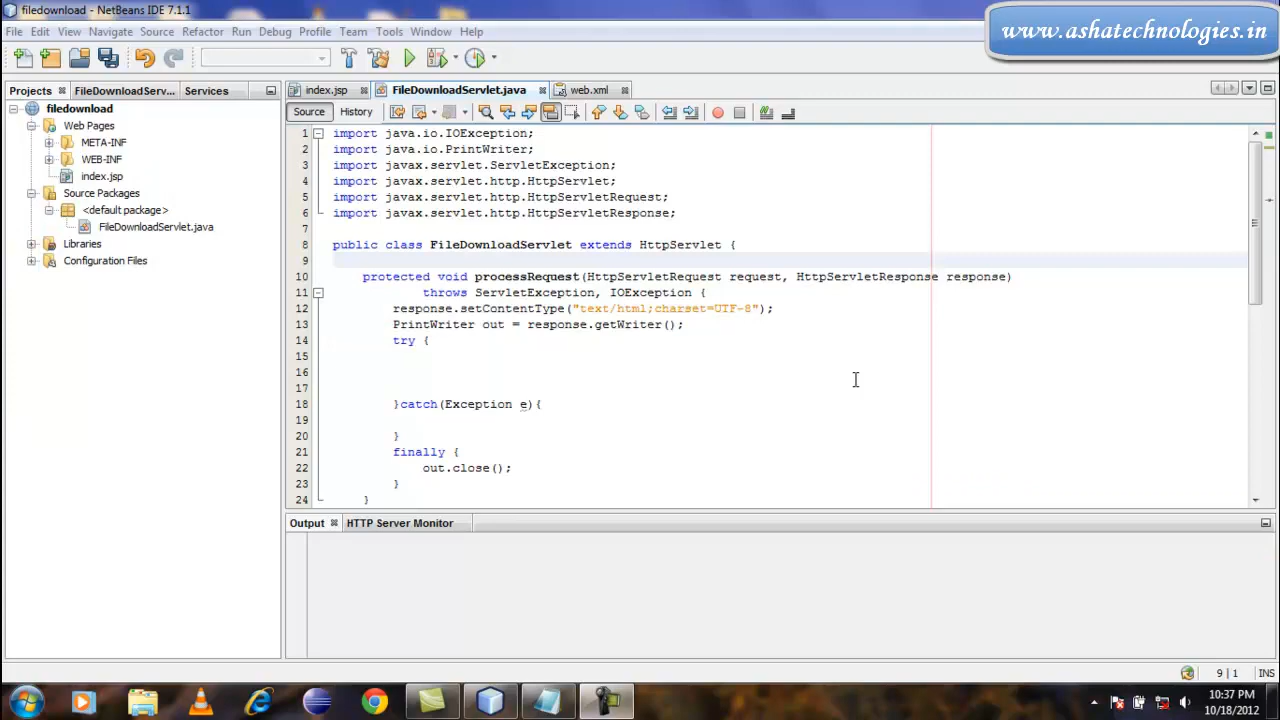 filedownload - NetBeans IDE 7.1.1
www.ashatechnologies.in
File Edit View Navigate Source Refactor Run Debug Profile Team Tools Window Help
Projects FileDownloadServ... Services
index.jsp FileDownloadServlet.java web.xml
Source History
filedownload
Web Pages
META-INF
WEB-INF
index.jsp
Source Packages
<default package>
FileDownloadServlet.java
Libraries
Configuration Files
1 import java.io.IOException;
2 import java.io.PrintWriter;
3 import javax.servlet.ServletException;
4 import javax.servlet.http.HttpServlet;
5 import javax.servlet.http.HttpServletRequest;
6 import javax.servlet.http.HttpServletResponse;
7
8 public class FileDownloadServlet extends HttpServlet {
9
10 protected void processRequest(HttpServletRequest request, HttpServletResponse response)
11 throws ServletException, IOException {
12 response.setContentType("text/html;charset=UTF-8");
13 PrintWriter out = response.getWriter();
14 try {
15
16
17
18 }catch(Exception e){
19
20 }
21 finally {
22 out.close();
23 }
24 }
Output HTTP Server Monitor
9 | 1 INS
10:37 PM
10/18/2012